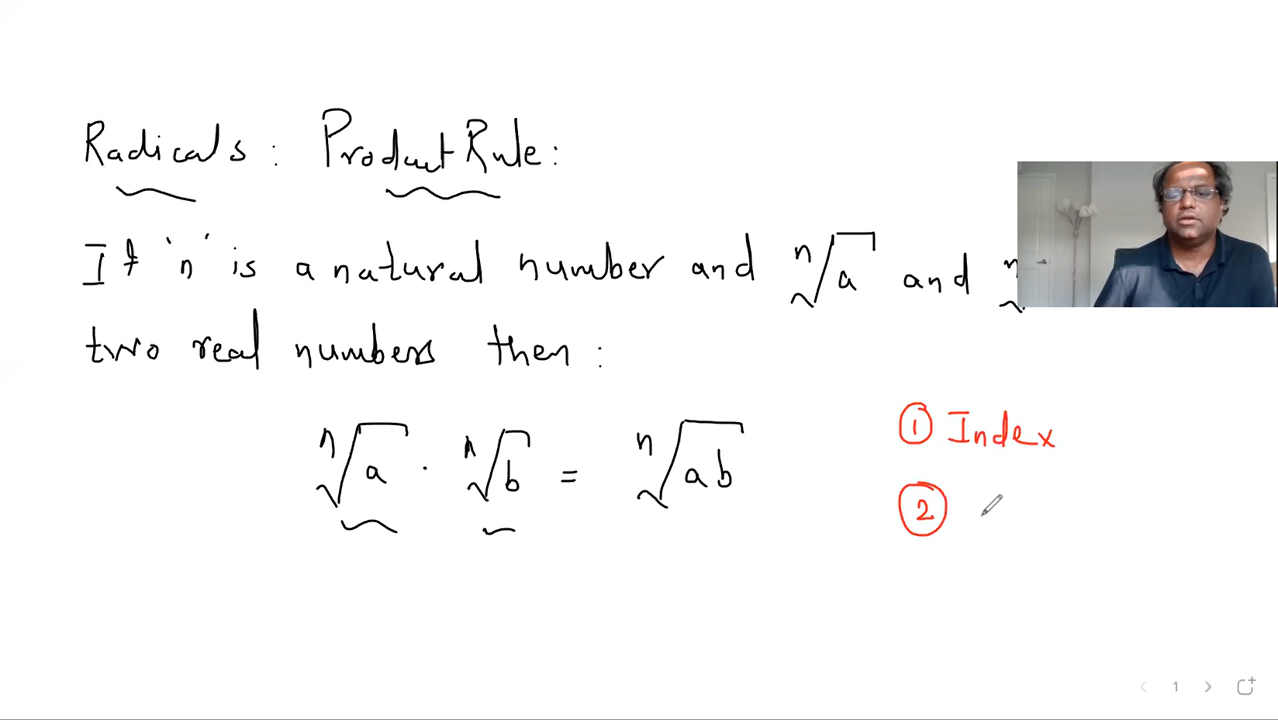 Radicals : Product Rule :
If 'n' is a natural number and ⁿ√a and ⁿ√
two real numbers then :
ⁿ√a · ⁿ√b = ⁿ√ab
① Index
②
1